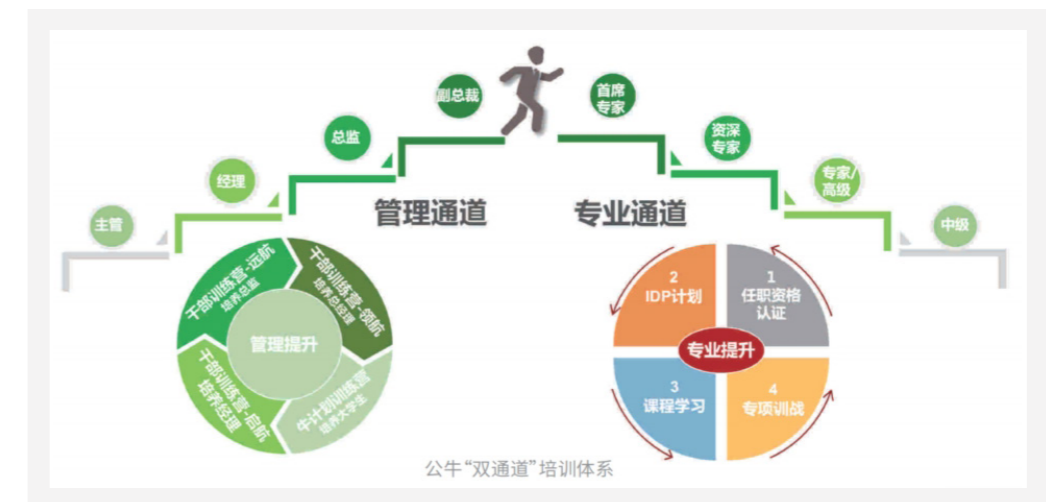 副总裁
首席
专家
总监
资深
专家
经理
专家/
高级
主管
中级
管理通道
专业通道
干部训练营-远航
培养总监
干部训练营-领航
培养总经理
管理提升
干部训练营-启航
培养经理
牛计划训练营
培养大学生
1
任职资格
认证
2
IDP计划
专业提升
3
课程学习
4
专项训战
公牛“双通道”培训体系